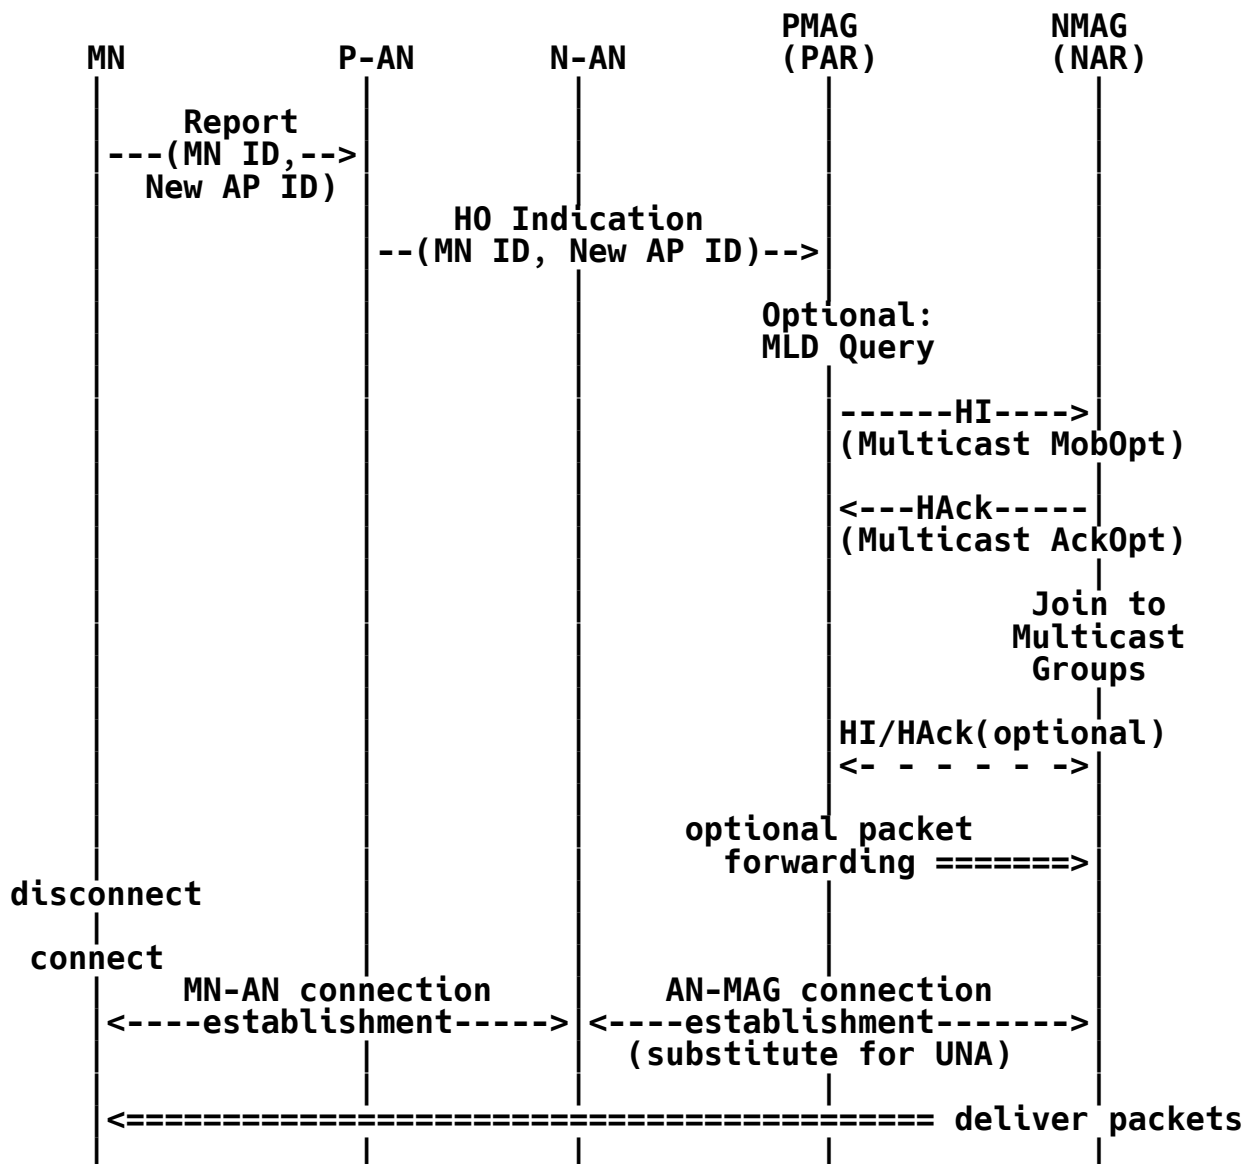 PMAG          NMAG
    MN           P-AN       N-AN        (PAR)         (NAR)
    |             |          |            |             |
         Report
    |---(MN ID,-->|          |            |             |
       New AP ID)
    |             |    HO Indication      |             |
    |             |--(MN ID, New AP ID)-->|             |
    |             |          |         Optional:        |
    |             |          |         MLD Query        |
    |             |          |            |------HI---->|
    |             |          |            |(Multicast MobOpt)
    |             |          |            |<---HAck-----|
    |             |          |            |(Multicast AckOpt)
    |             |          |            |          Join to
    |             |          |            |         Multicast
    |             |          |            |          Groups
    |             |          |            |HI/HAck(optional)
    |             |          |            |<- - - - - ->|
    |             |          |     optional packet      |
    |             |          |       forwarding =======>|
disconnect        |          |            |             |
 connect          |          |            |             |
    |    MN-AN connection    |    AN-MAG connection     |
    |<----establishment----->|<----establishment------->|
    |             |          |  (substitute for UNA)    |
    |<========================================== deliver packets